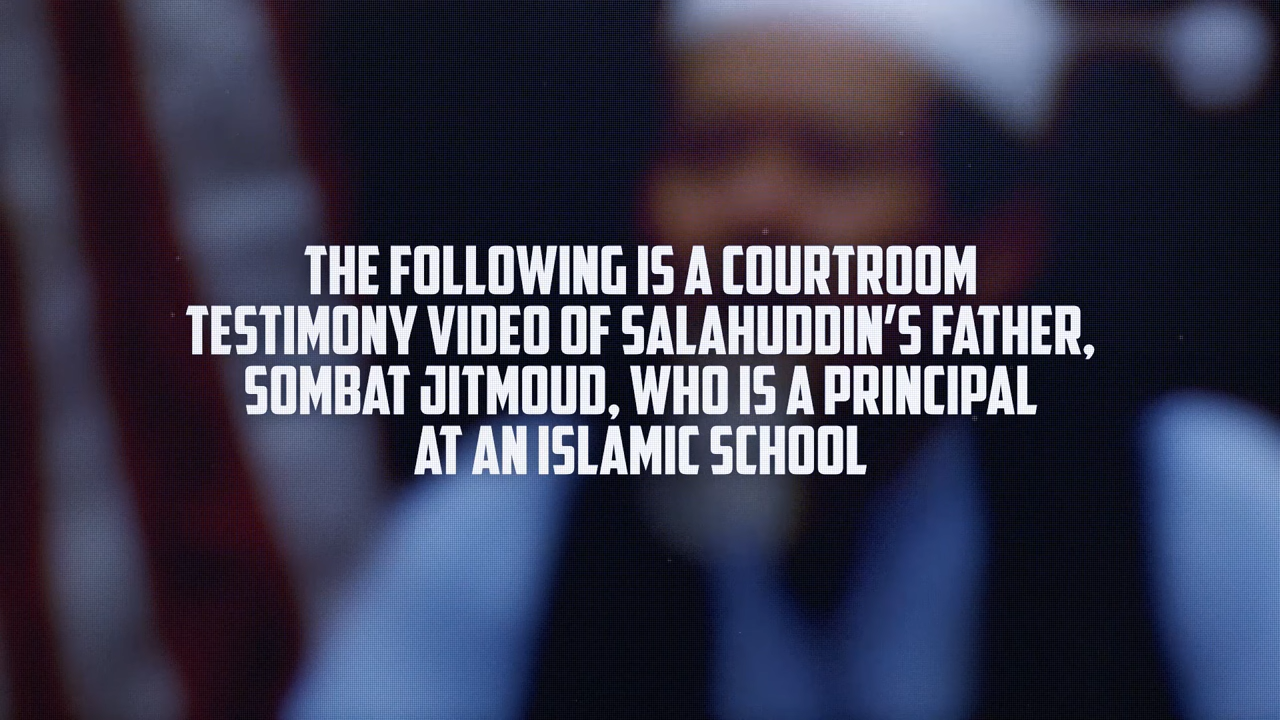 THE FOLLOWING IS A COURTROOM
TESTIMONY VIDEO OF SALAHUDDIN'S FATHER,
SOMBAT JITMOUD, WHO IS A PRINCIPAL
AT AN ISLAMIC SCHOOL